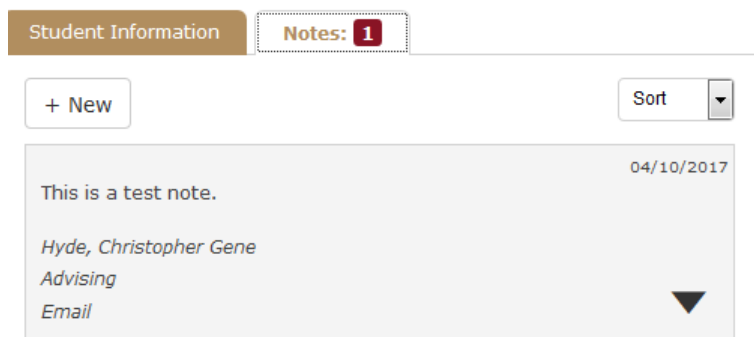 Student Information
Notes: 1
+ New
Sort
04/10/2017
This is a test note.
Hyde, Christopher Gene
Advising
Email